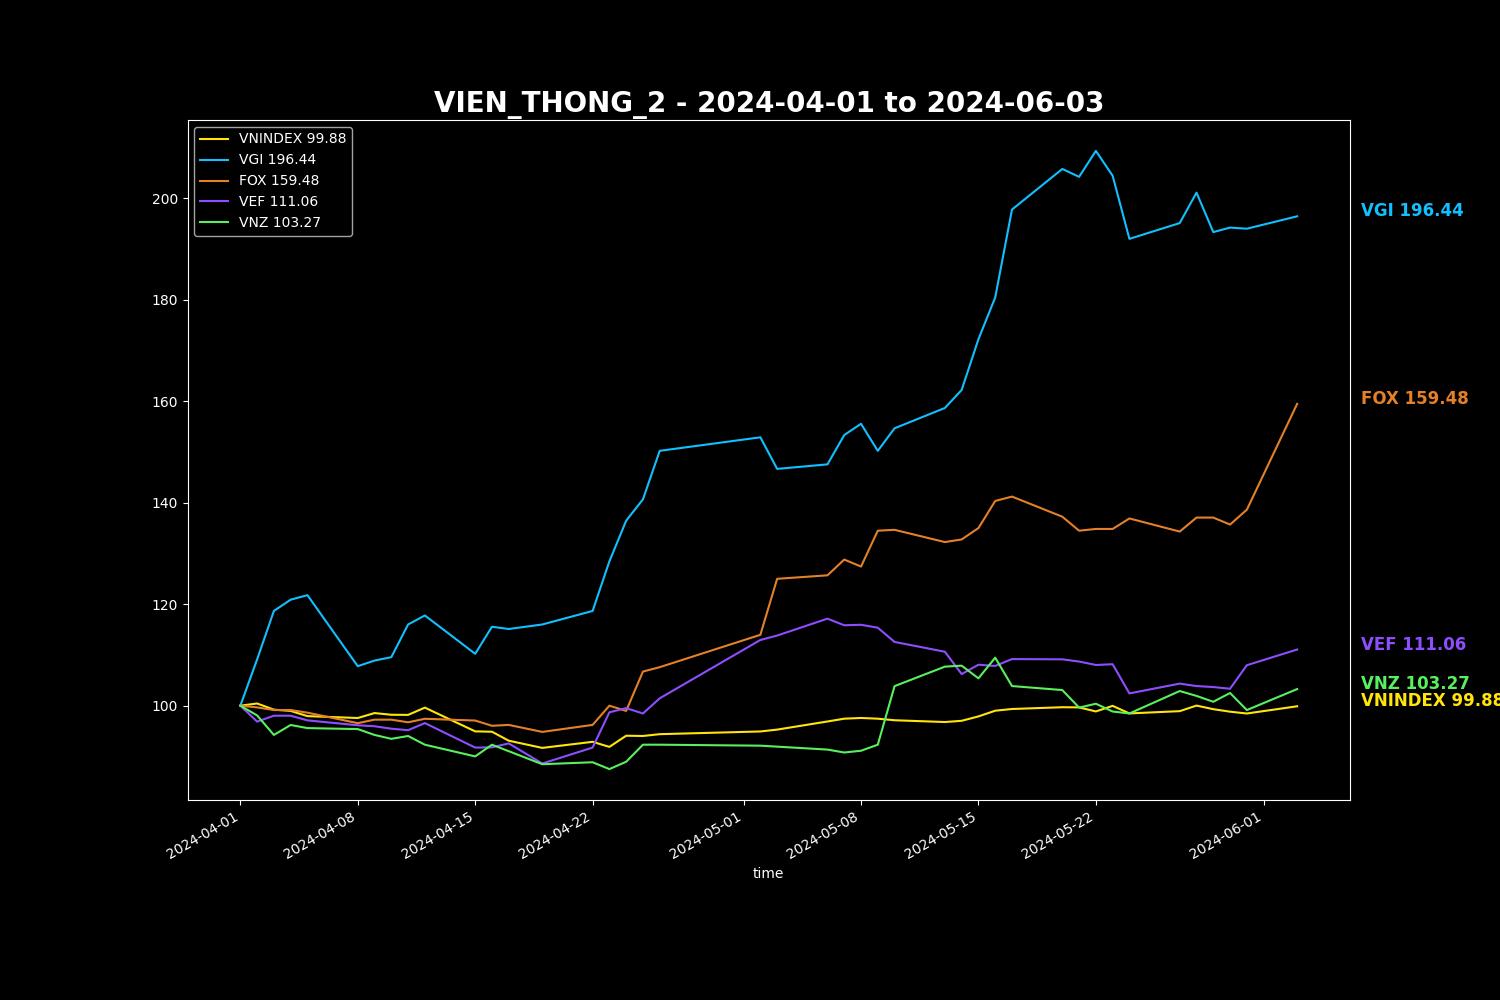 VIEN_THONG_2 - 2024-04-01 to 2024-06-03
VNINDEX 99.88
VGI 196.44
FOX 159.48
VEF 111.06
VNZ 103.27
200
180
160
140
120
100
VGI 196.44
FOX 159.48
VEF 111.06
VNZ 103.27
VNINDEX 99.88
2024-04-01
2024-04-08
2024-04-15
2024-04-22
2024-05-01
2024-05-08
2024-05-15
2024-05-22
2024-06-01
time